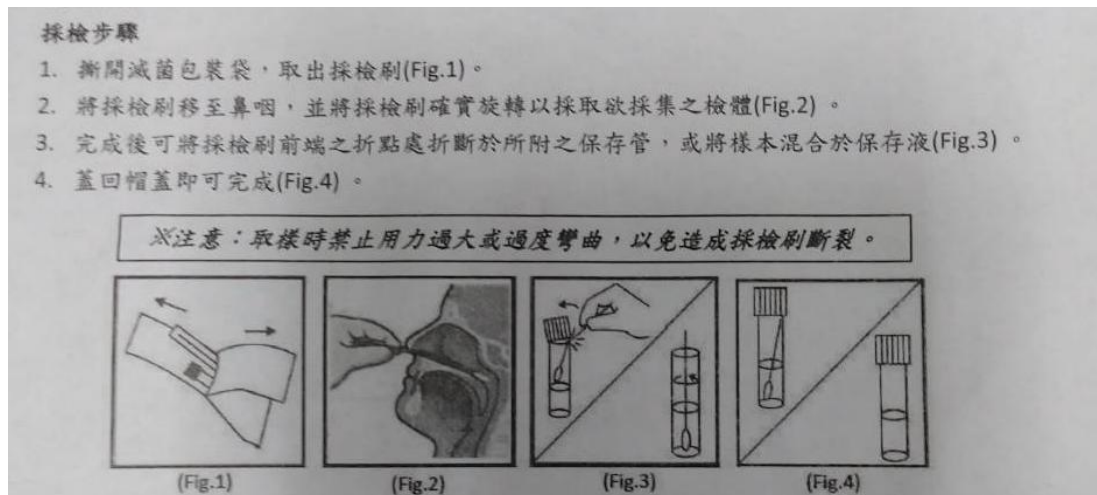 採檢步驟
1. 撕開滅菌包裝袋，取出採檢刷(Fig.1)。
2. 將採檢刷移至鼻咽，並將採檢刷確實旋轉以採取欲採集之檢體(Fig.2) 。
3. 完成後可將採檢刷前端之折點處折斷於所附之保存管，或將樣本混合於保存液(Fig.3) 。
4. 蓋回帽蓋即可完成(Fig.4) 。
※注意：取樣時禁止用力過大或過度彎曲，以免造成採檢刷斷裂。
(Fig.1) (Fig.2) (Fig.3) (Fig.4)